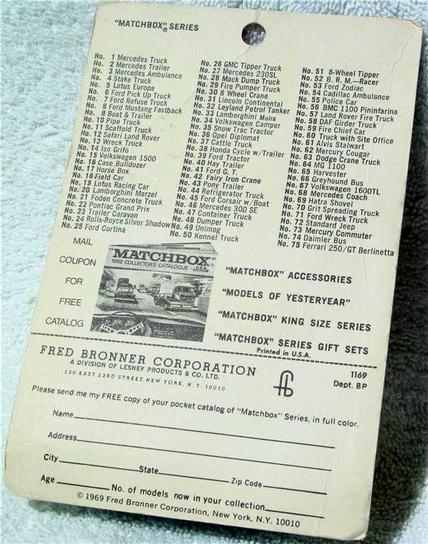 "MATCHBOX"® SERIES
No. 1 Mercedes Truck
No. 2 Mercedes Trailer
No. 3 Mercedes Ambulance
No. 4 Stake Truck
No. 5 Lotus Europa
No. 6 Ford Pick Up Truck
No. 7 Ford Refuse Truck
No. 8 Ford Mustang Fastback
No. 9 Boat & Trailer
No. 10 Pipe Truck
No. 11 Scaffold Truck
No. 12 Safari Land Rover
No. 13 Wreck Truck
No. 14 Iso Grifo
No. 15 Volkswagen 1500
No. 16 Case Bulldozer
No. 17 Horse Box
No. 18 Field Car
No. 19 Lotus Racing Car
No. 20 Lamborghini Marzel
No. 21 Foden Concrete Truck
No. 22 Pontiac Grand Prix
No. 23 Trailer Caravan
No. 24 Rolls-Royce Silver Shadow
No. 25 Ford Cortina
No. 26 GMC Tipper Truck
No. 27 Mercedes 230SL
No. 28 Mack Dump Truck
No. 29 Fire Pumper Truck
No. 30 8 Wheel Crane
No. 31 Lincoln Continental
No. 32 Leyland Petrol Tanker
No. 33 Lamborghini Muira
No. 34 Volkswagen Camper
No. 35 Snow Trac Tractor
No. 36 Opel Diplomat
No. 37 Cattle Truck
No. 38 Honda Cycle w/Trailer
No. 39 Ford Tractor
No. 40 Hay Trailer
No. 41 Ford G. T.
No. 42 Fairy Iron Crane
No. 43 Pony Trailer
No. 44 Refrigerator Truck
No. 45 Ford Corsair w/Boat
No. 46 Mercedes 300 SE
No. 47 Container Truck
No. 48 Dumper Truck
No. 49 Unimog
No. 50 Kennel Truck
No. 51 8-Wheel Tipper
No. 52 B. R. M.—Racer
No. 53 Ford Zodiac
No. 54 Cadillac Ambulance
No. 55 Police Car
No. 56 BMC 1100 Pininfarina
No. 57 Land Rover Fire Truck
No. 58 DAF Girder Truck
No. 59 Fire Chief Car
No. 60 Truck with Site Office
No. 61 Alvis Stalwart
No. 62 Mercury Cougar
No. 63 Dodge Crane Truck
No. 64 MG 1100
No. 65 Harvester
No. 66 Greyhound Bus
No. 67 Volkswagen 1600TL
No. 68 Mercedes Coach
No. 69 Hatra Shovel
No. 70 Grit Spreading Truck
No. 71 Ford Wreck Truck
No. 72 Standard Jeep
No. 73 Mercury Commuter
No. 74 Daimler Bus
No. 75 Ferrari 250/GT Berlinetta
MAIL
COUPON
FOR
FREE
CATALOG
MATCHBOX
1969 COLLECTOR'S CATALOGUE
"MATCHBOX" ACCESSORIES
"MODELS OF YESTERYEAR"
"MATCHBOX" KING SIZE SERIES
"MATCHBOX" SERIES GIFT SETS
Printed in U.S.A.
FRED BRONNER CORPORATION
A DIVISION OF LESNEY PRODUCTS & CO. LTD.
120 EAST 23RD STREET, NEW YORK, N. Y. 10010
fb
1169
Dept. BP
Please send me my FREE copy of your pocket catalog of "Matchbox" Series, in full color.
Name
Address
City State Zip Code
Age No. of models now in your collection
© 1969 Fred Bronner Corporation, New York, N.Y. 10010